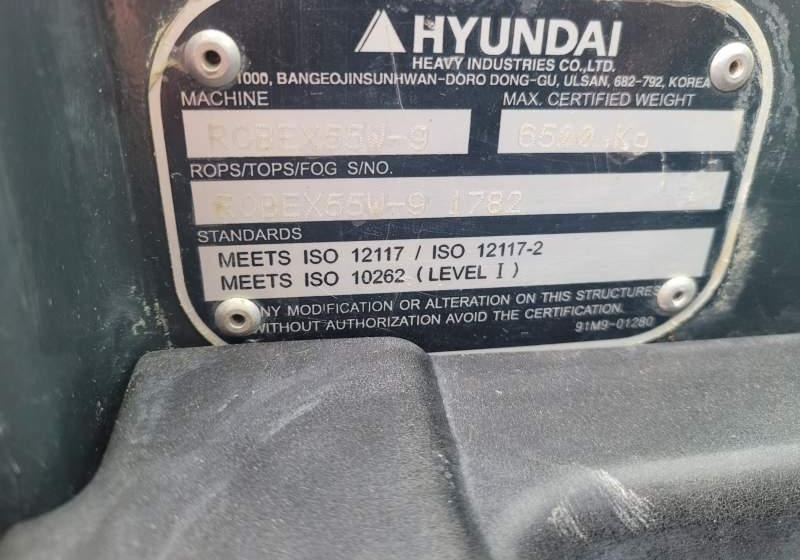 HYUNDAI
HEAVY INDUSTRIES CO.,LTD.
1000, BANGEOJINSUNHWAN-DORO DONG-GU, ULSAN, 682-792, KOREA
MACHINE MAX. CERTIFIED WEIGHT
ROBEX55W-9 6500 Kg
ROPS/TOPS/FOG S/NO.
ROBEX55W-9 1782
STANDARDS
MEETS ISO 12117 / ISO 12117-2
MEETS ISO 10262 (LEVEL I)
ANY MODIFICATION OR ALTERATION ON THIS STRUCTURES
WITHOUT AUTHORIZATION AVOID THE CERTIFICATION.
91M9-01280